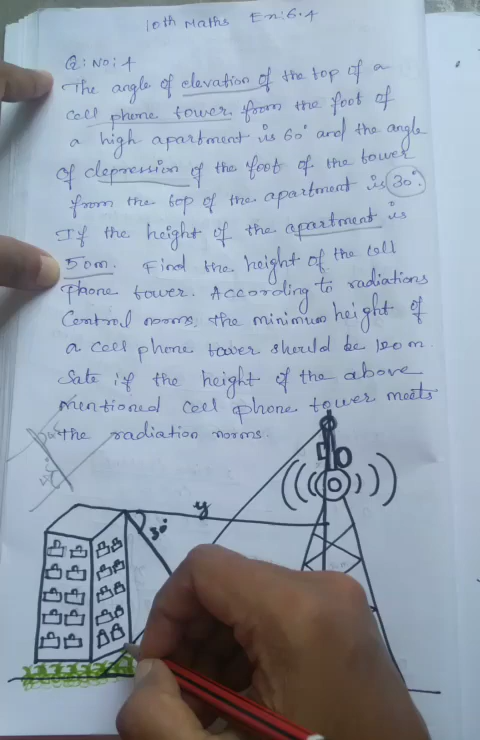 10th Maths Ex:6.4
Q: No: 4
The angle of elevation of the top of a
cell phone tower from the foot of
a high apartment is 60° and the angle
of depression of the foot of the tower
from the top of the apartment is 30°.
If the height of the apartment is
50m. Find the height of the cell
Phone tower. According to radiations
Control norms, the minimum height of
a cell phone tower should be 120 m.
Sate if the height of the above
mentioned cell phone tower meets
the radiation norms.
y
30°